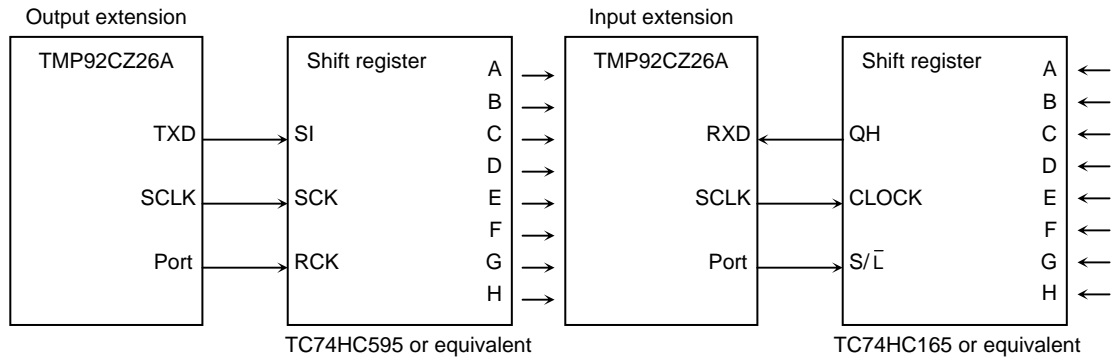 Output extension
TMP92CZ26A
TXD
SCLK
Port
Shift register
SI
SCK
RCK
A
B
C
D
E
F
G
H
TC74HC595 or equivalent
Input extension
TMP92CZ26A
RXD
SCLK
Port
Shift register
QH
CLOCK
S/L̅
A
B
C
D
E
F
G
H
TC74HC165 or equivalent